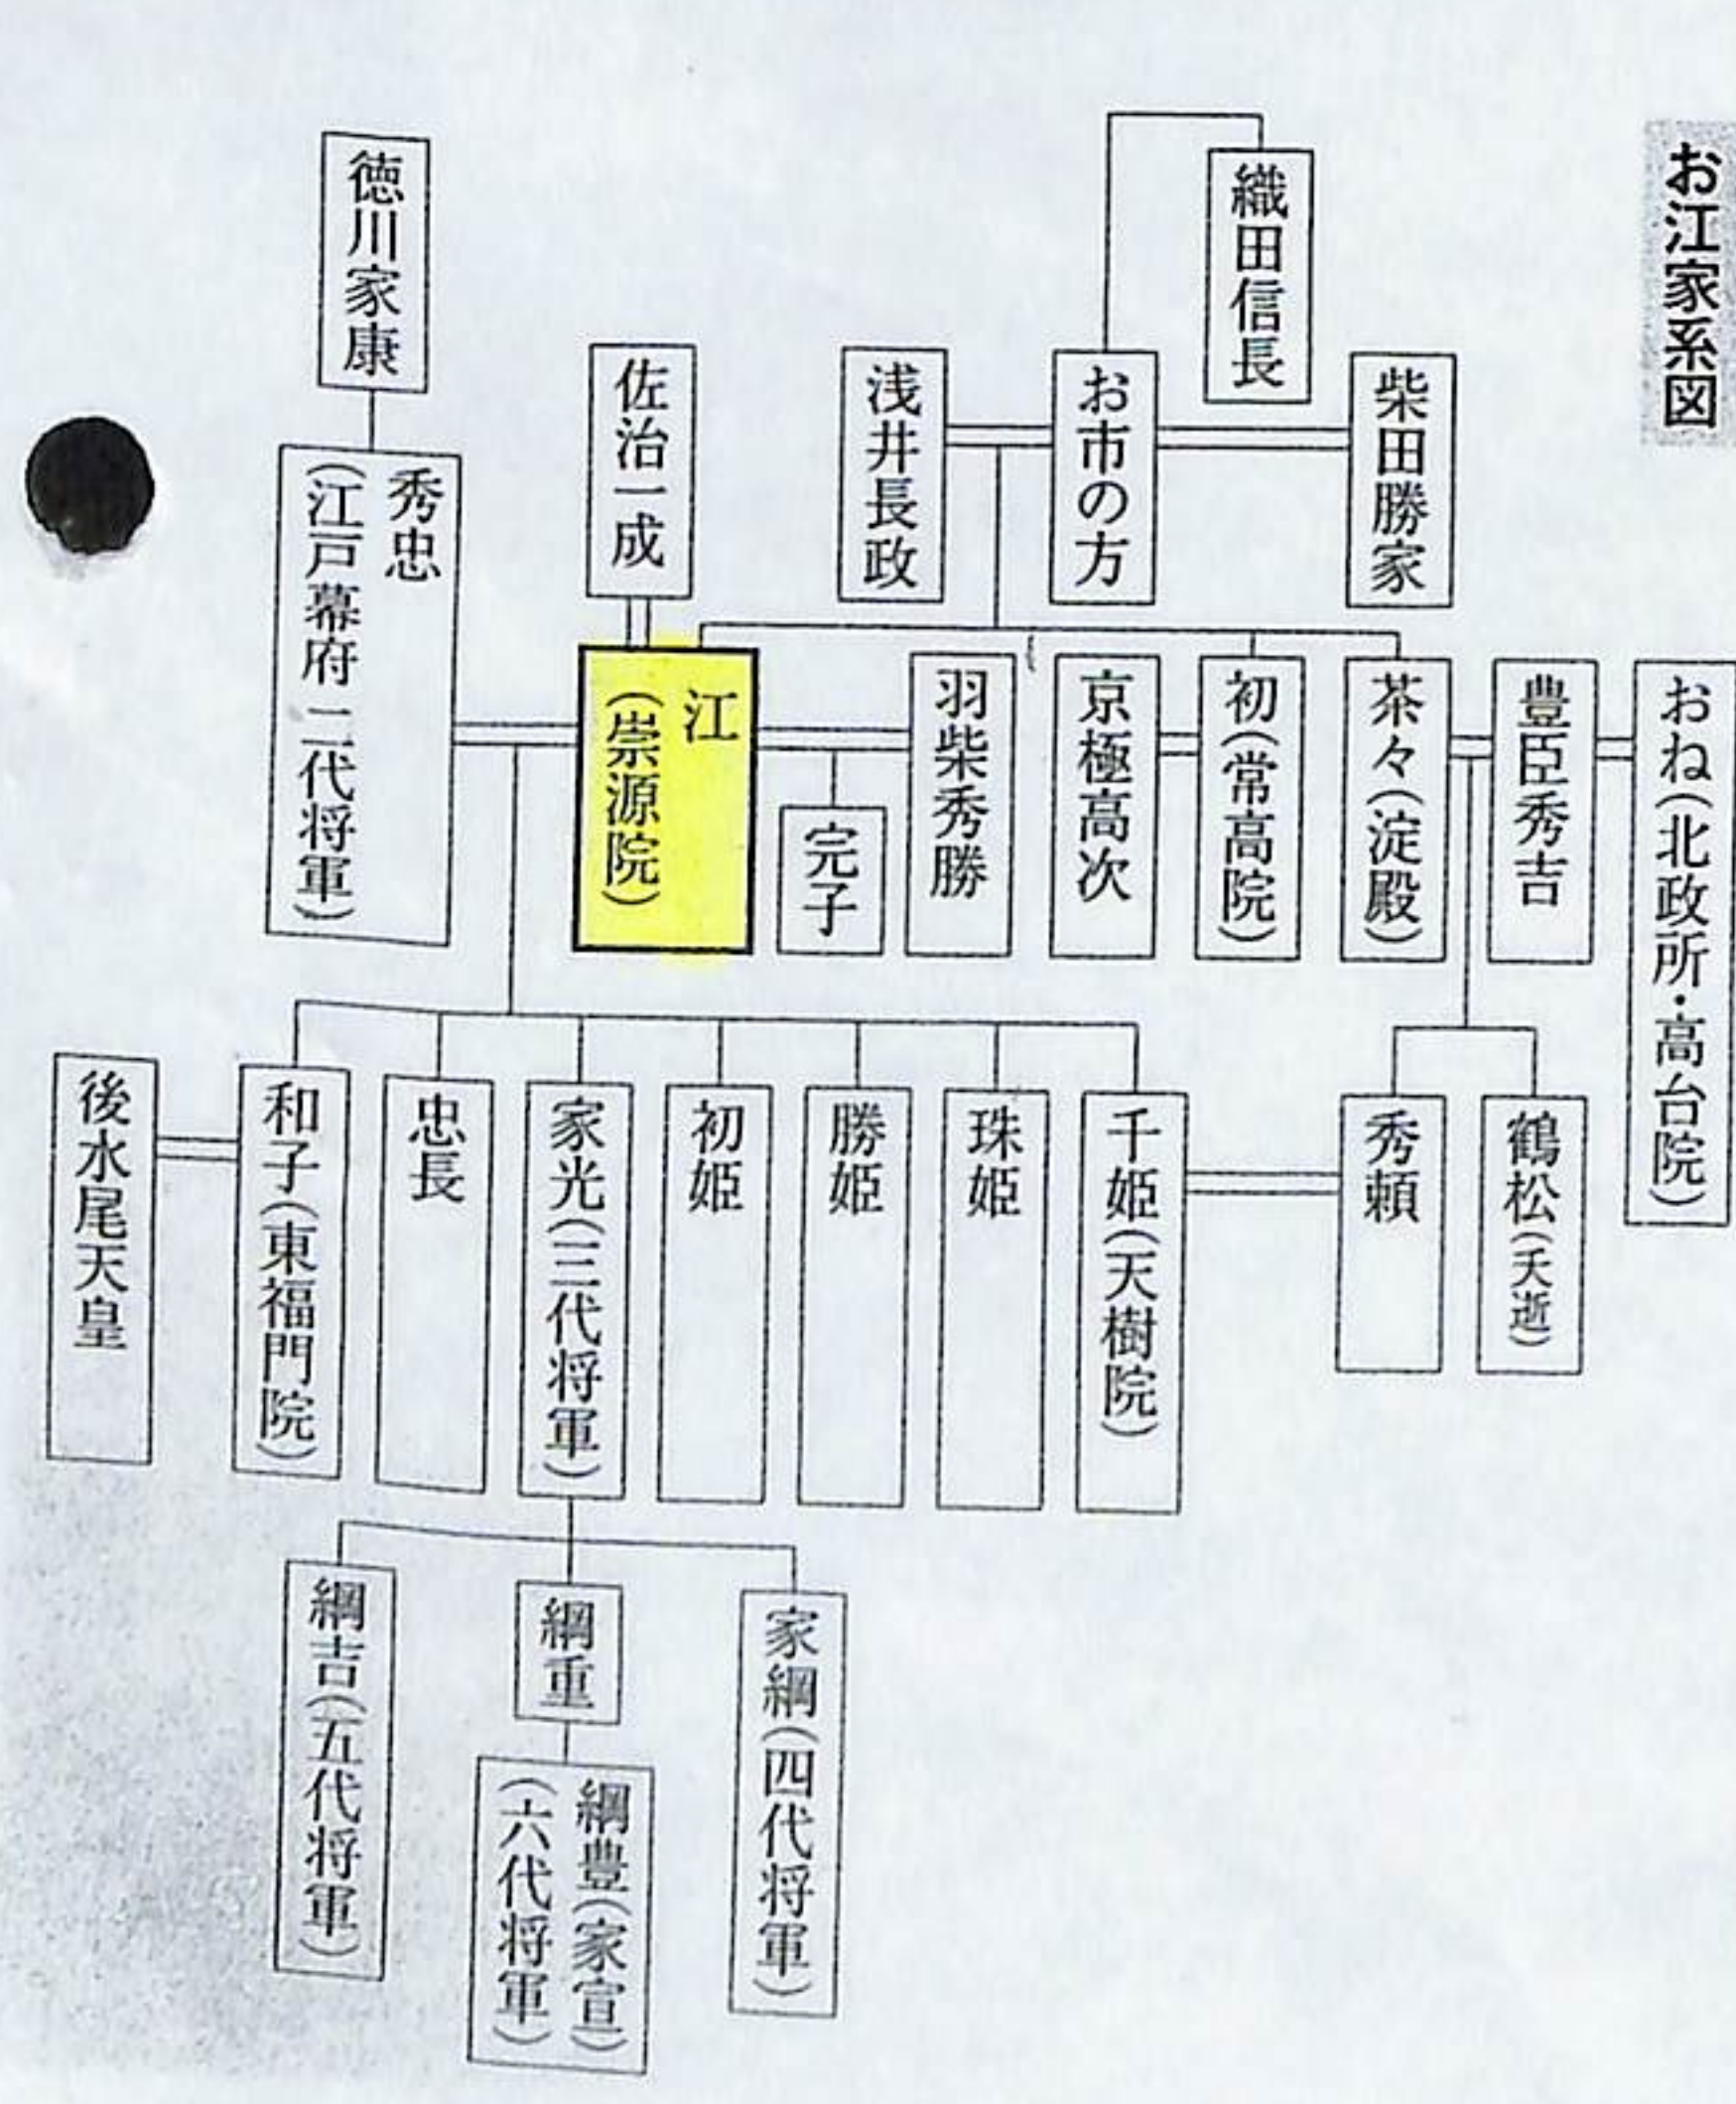 お江家系図
織田信長
柴田勝家
お市の方
浅井長政
佐治一成
徳川家康
秀忠
(江戸幕府二代将軍)
おね(北政所・高台院)
豊臣秀吉
茶々(淀殿)
初(常高院)
京極高次
羽柴秀勝
完子
江
(崇源院)
鶴松(夭逝)
秀頼
千姫(天樹院)
珠姫
勝姫
初姫
家光(三代将軍)
忠長
和子(東福門院)
後水尾天皇
家綱(四代将軍)
綱重
綱豊(家宣)
(六代将軍)
綱吉(五代将軍)